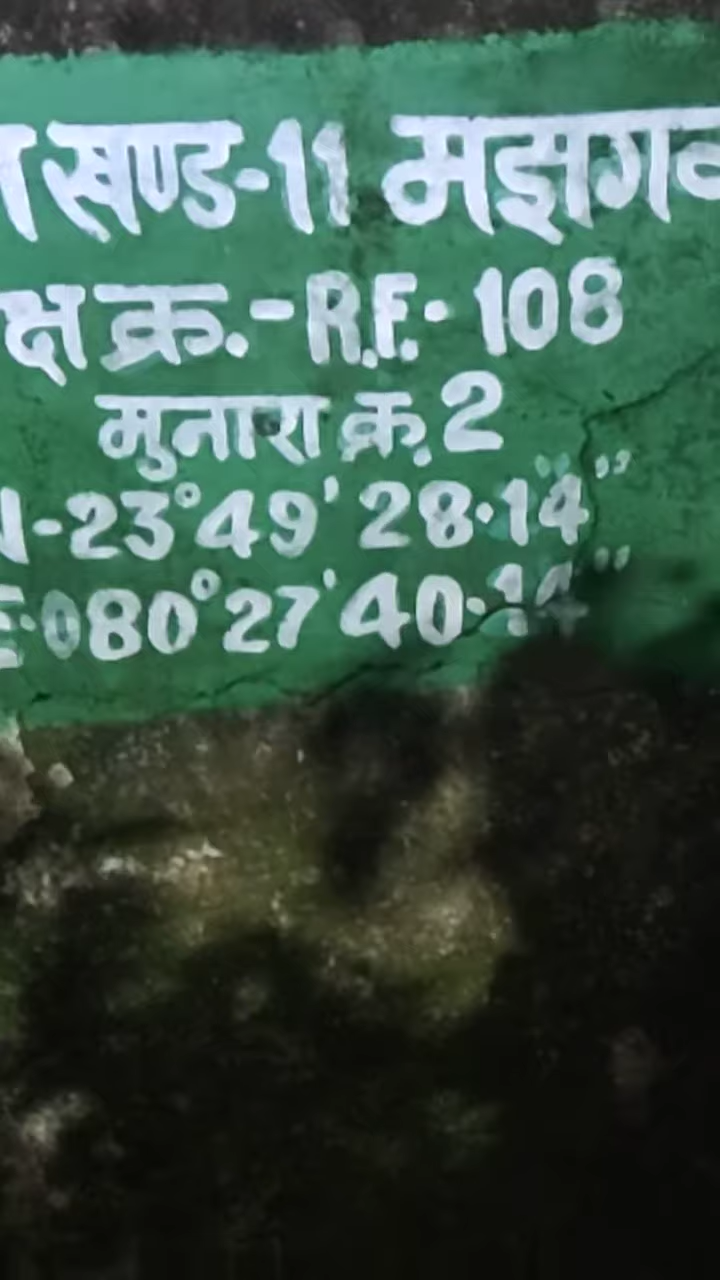 खण्ड-11 मझगव
क्ष क्र.-R.F.-108
मुनारा क्र. 2
N-23°49'28.14"
E-080°27'40.14"